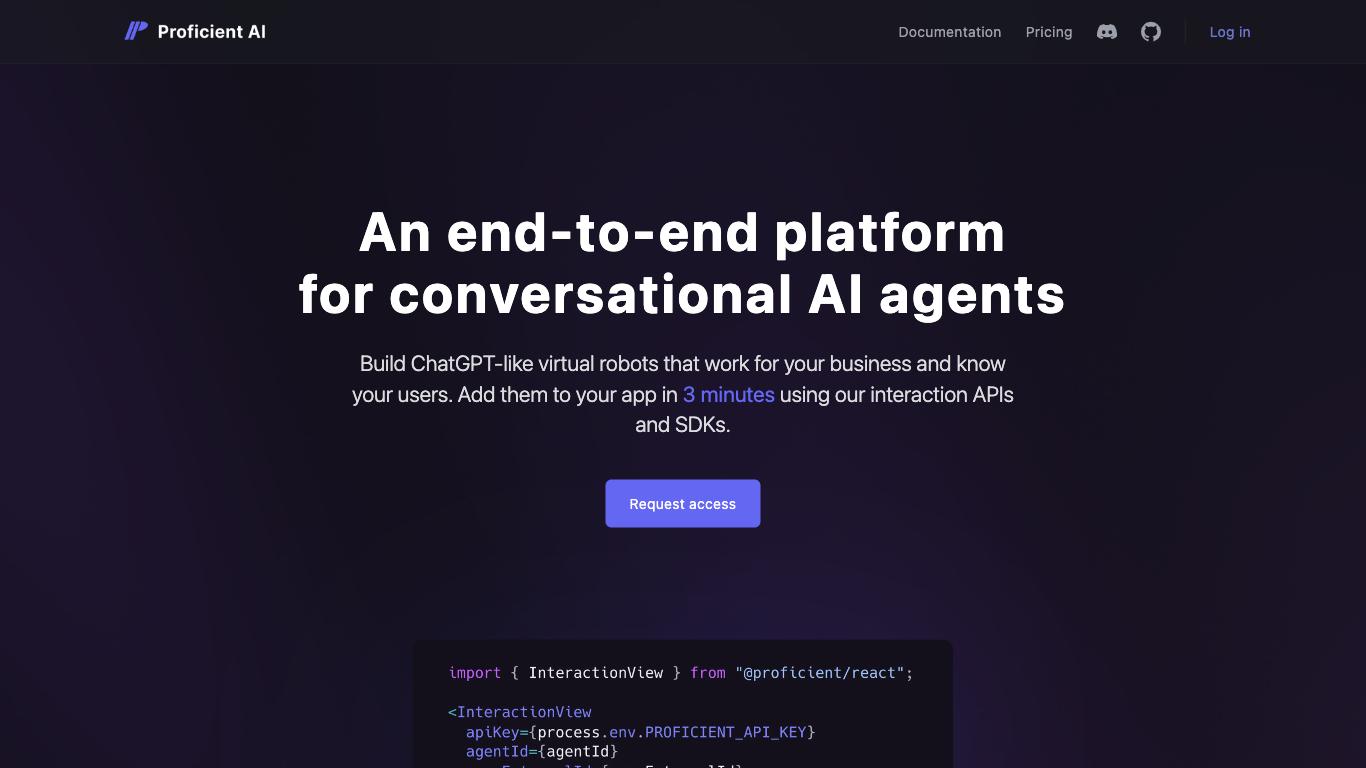 Proficient AI
Documentation
Pricing
Log in
An end-to-end platform
for conversational AI agents
Build ChatGPT-like virtual robots that work for your business and know
your users. Add them to your app in 3 minutes using our interaction APIs
and SDKs.
Request access
import { InteractionView } from "@proficient/react";
<InteractionView
apiKey={process.env.PROFICIENT_API_KEY}
agentId={agentId}